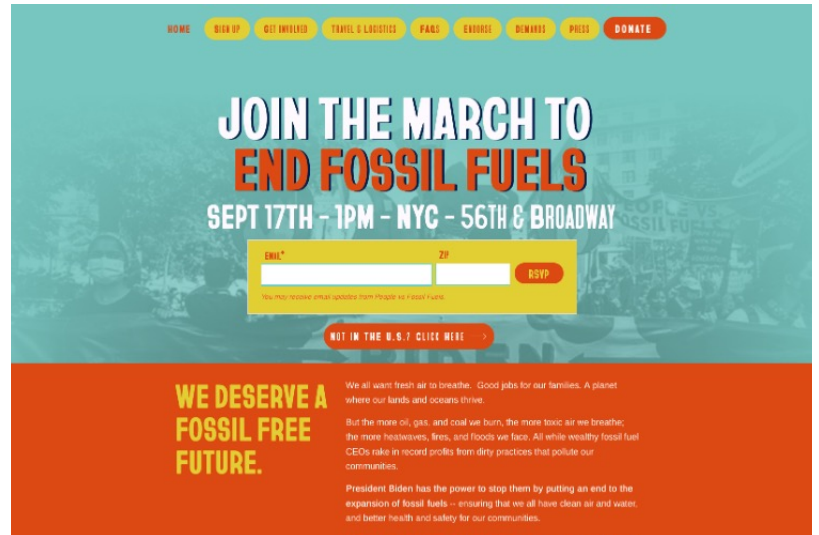 HOME SIGN UP GET INVOLVED TRAVEL & LOGISTICS FAQS ENDORSE DEMANDS PRESS DONATE
JOIN THE MARCH TO
END FOSSIL FUELS
SEPT 17TH - 1PM - NYC - 56TH & BROADWAY
EMIL* ZIP
RSVP
You may receive email updates from People vs Fossil Fuels.
NOT IN THE U.S.? CLICK HERE
BIDEN
WE DESERVE A
FOSSIL FREE
FUTURE.
We all want fresh air to breathe. Good jobs for our families. A planet
where our lands and oceans thrive.
But the more oil, gas, and coal we burn, the more toxic air we breathe;
the more heatwaves, fires, and floods we face. All while wealthy fossil fuel
CEOs rake in record profits from dirty practices that pollute our
communities.
President Biden has the power to stop them by putting an end to the
expansion of fossil fuels -- ensuring that we all have clean air and water,
and better health and safety for our communities.